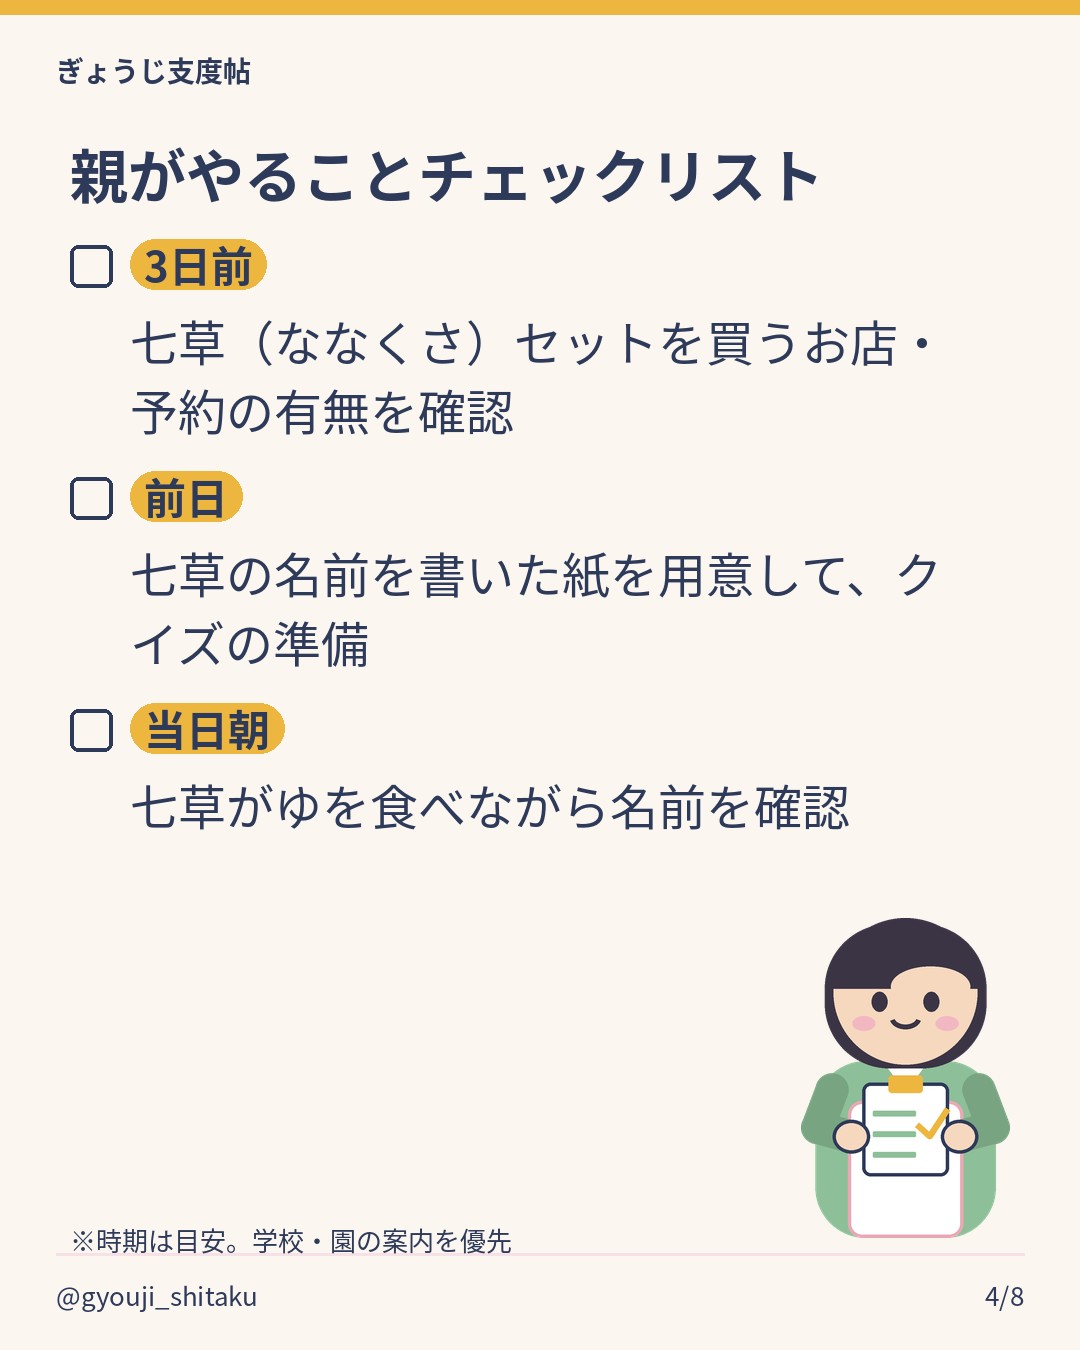 ぎょうじ支度帖
親がやることチェックリスト
3日前
七草（ななくさ）セットを買うお店・
予約の有無を確認
前日
七草の名前を書いた紙を用意して、ク
イズの準備
当日朝
七草がゆを食べながら名前を確認
※時期は目安。学校・園の案内を優先
@gyouji_shitaku
4/8